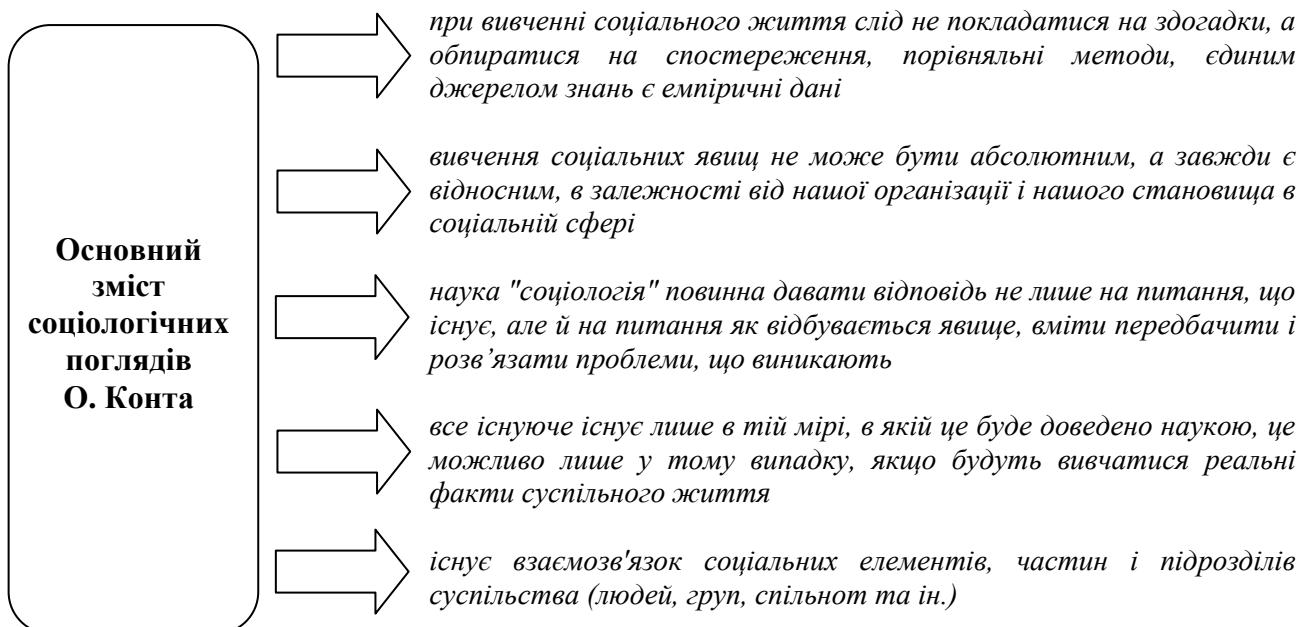 Основний
зміст
соціологічних
поглядів
О. Конта
при вивченні соціального життя слід не покладатися на здогадки, а
обпиратися на спостереження, порівняльні методи, єдиним
джерелом знань є емпіричні дані
вивчення соціальних явищ не може бути абсолютним, а завжди є
відносним, в залежності від нашої організації і нашого становища в
соціальній сфері
наука "соціологія" повинна давати відповідь не лише на питання, що
існує, але й на питання як відбувається явище, вміти передбачити і
розв’язати проблеми, що виникають
все існуюче існує лише в тій мірі, в якій це буде доведено наукою, це
можливо лише у тому випадку, якщо будуть вивчатися реальні
факти суспільного життя
існує взаємозв'язок соціальних елементів, частин і підрозділів
суспільства (людей, груп, спільнот та ін.)